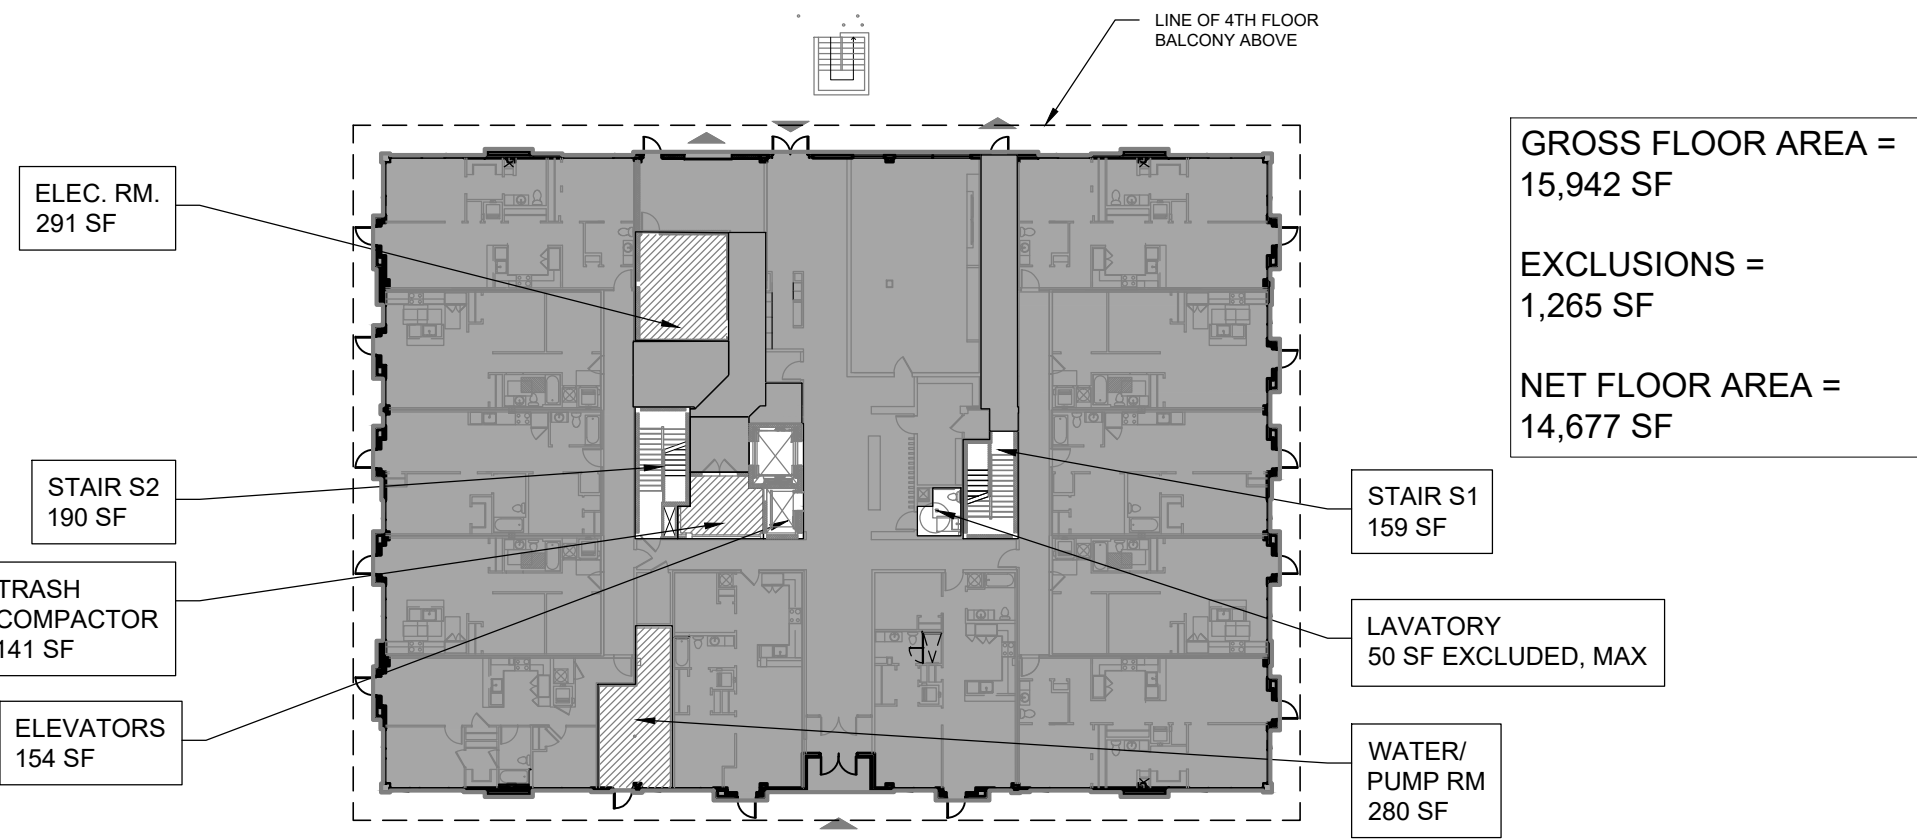 LINE OF 4TH FLOOR
BALCONY ABOVE
GROSS FLOOR AREA =
15,942 SF
EXCLUSIONS =
1,265 SF
NET FLOOR AREA =
14,677 SF
ELEC. RM.
291 SF
STAIR S2
190 SF
TRASH
COMPACTOR
141 SF
ELEVATORS
154 SF
STAIR S1
159 SF
LAVATORY
50 SF EXCLUDED, MAX
WATER/
PUMP RM
280 SF